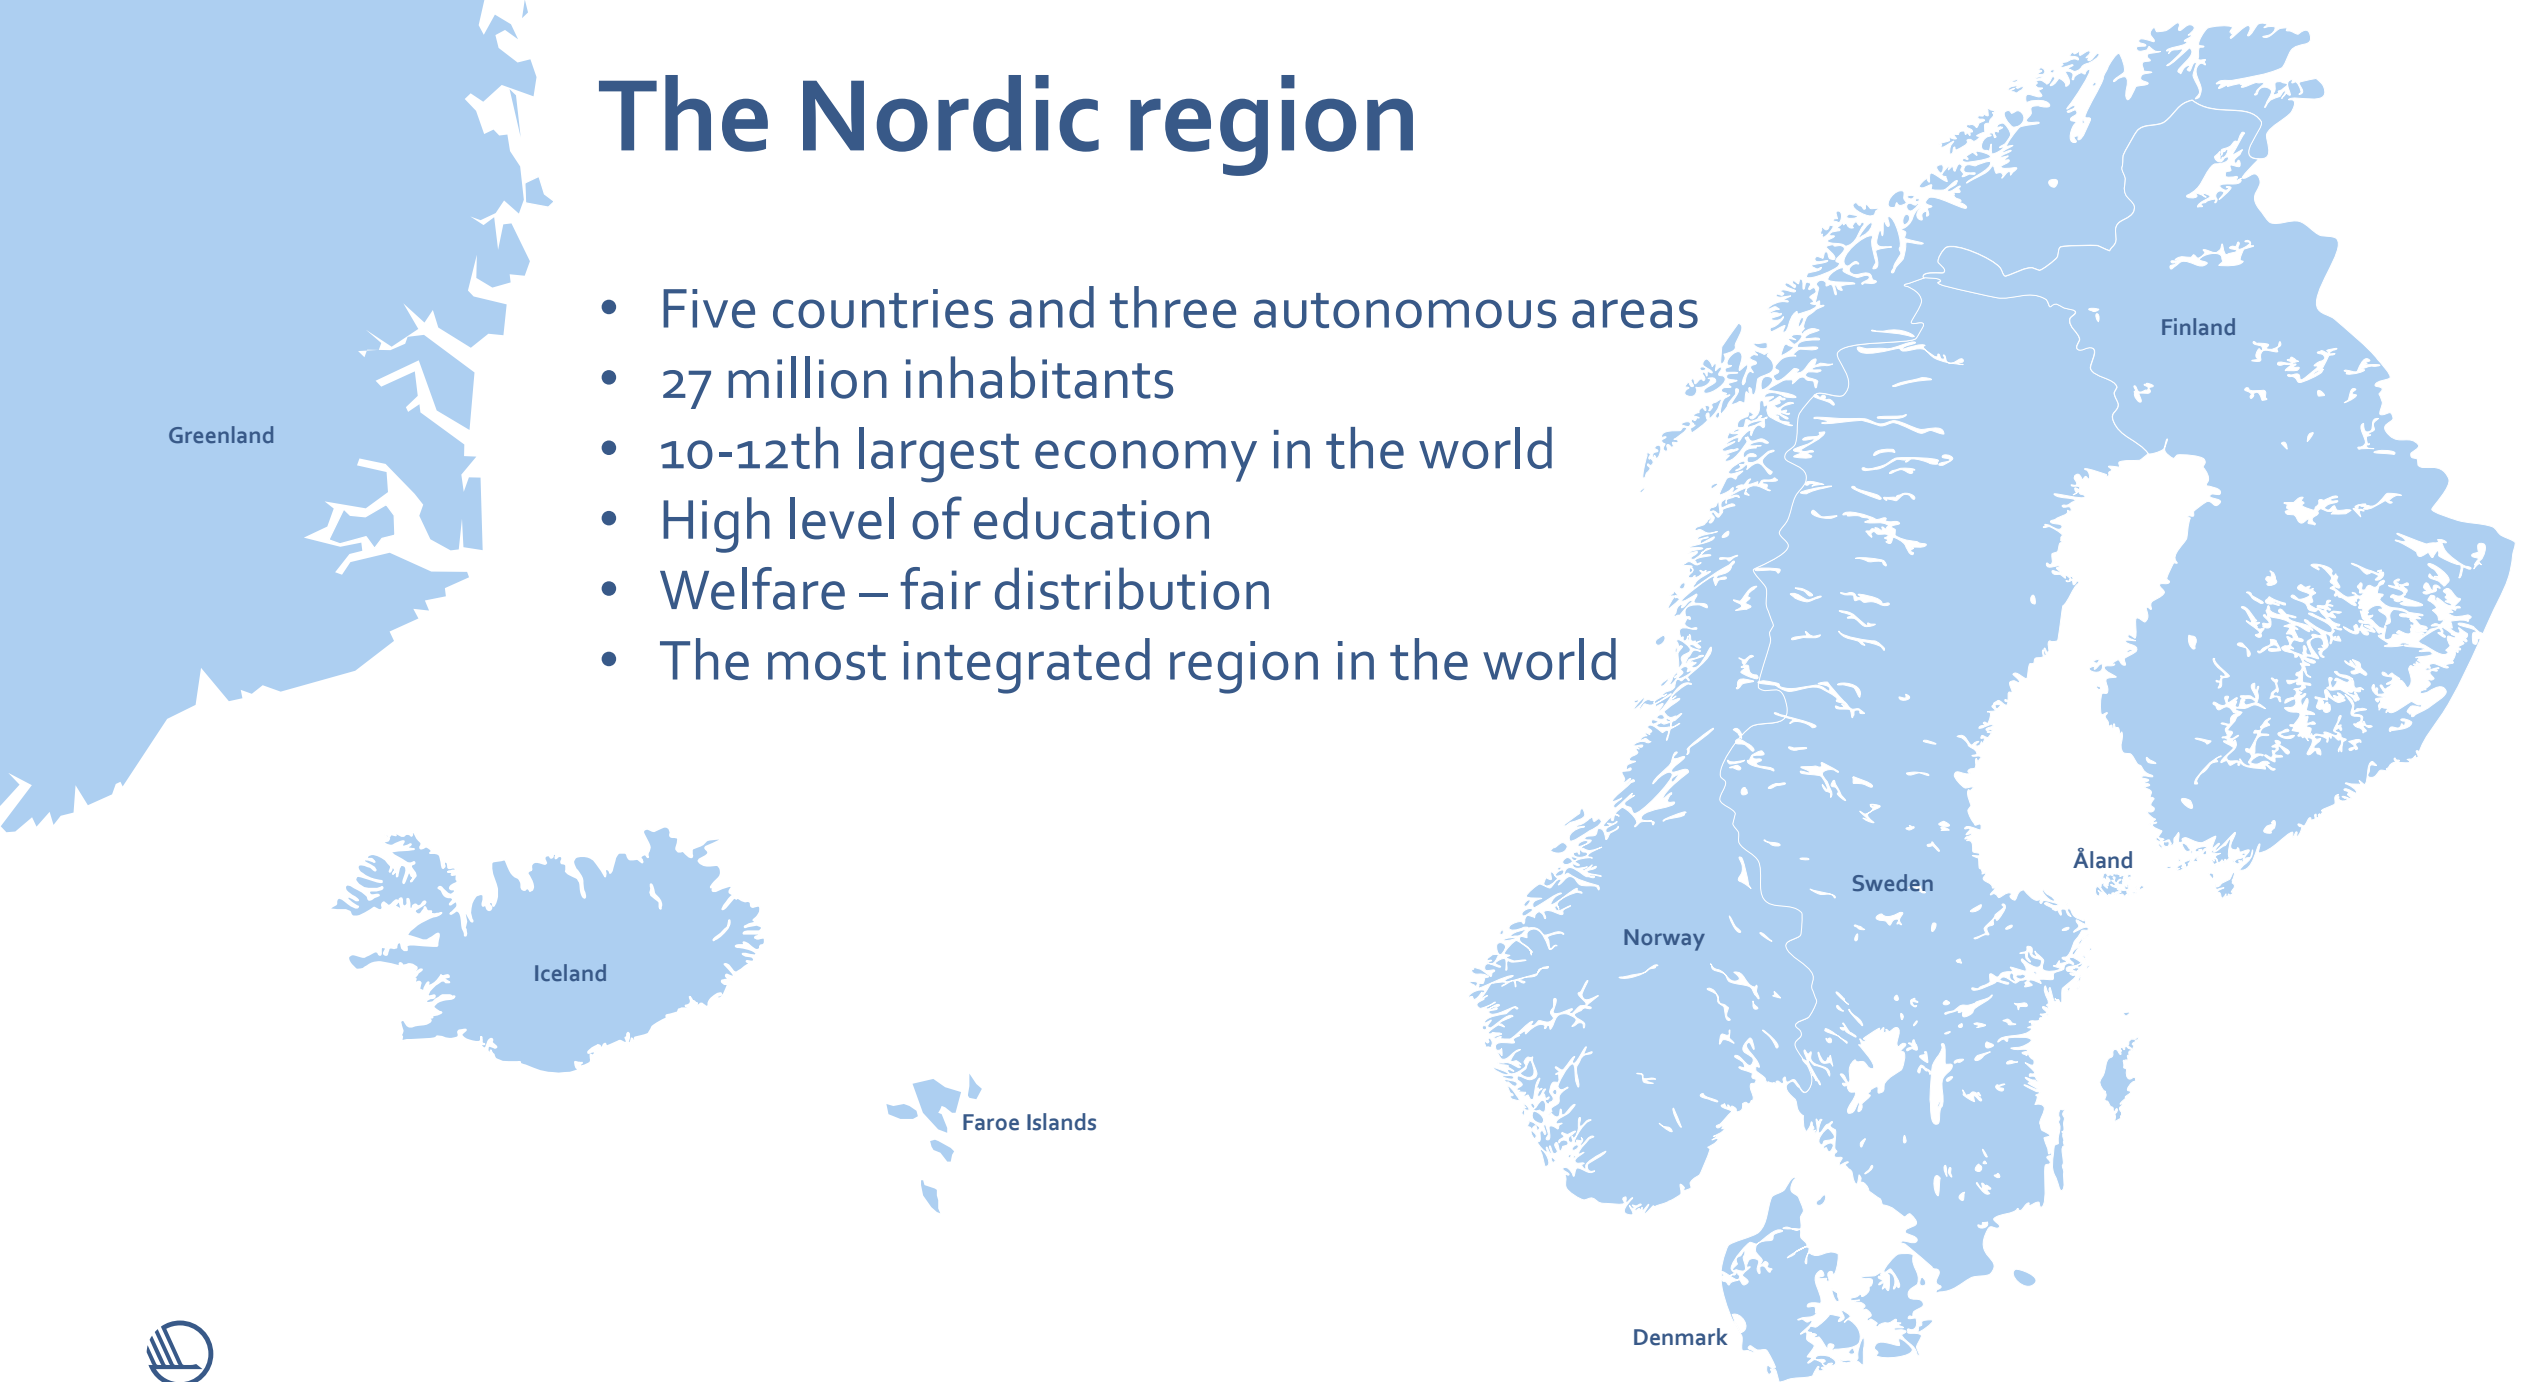 The Nordic region
• Five countries and three autonomous areas
• 27 million inhabitants
• 10-12th largest economy in the world
• High level of education
• Welfare – fair distribution
• The most integrated region in the world
Finland
Greenland
Åland
Sweden
Norway
Iceland
Faroe Islands
Denmark